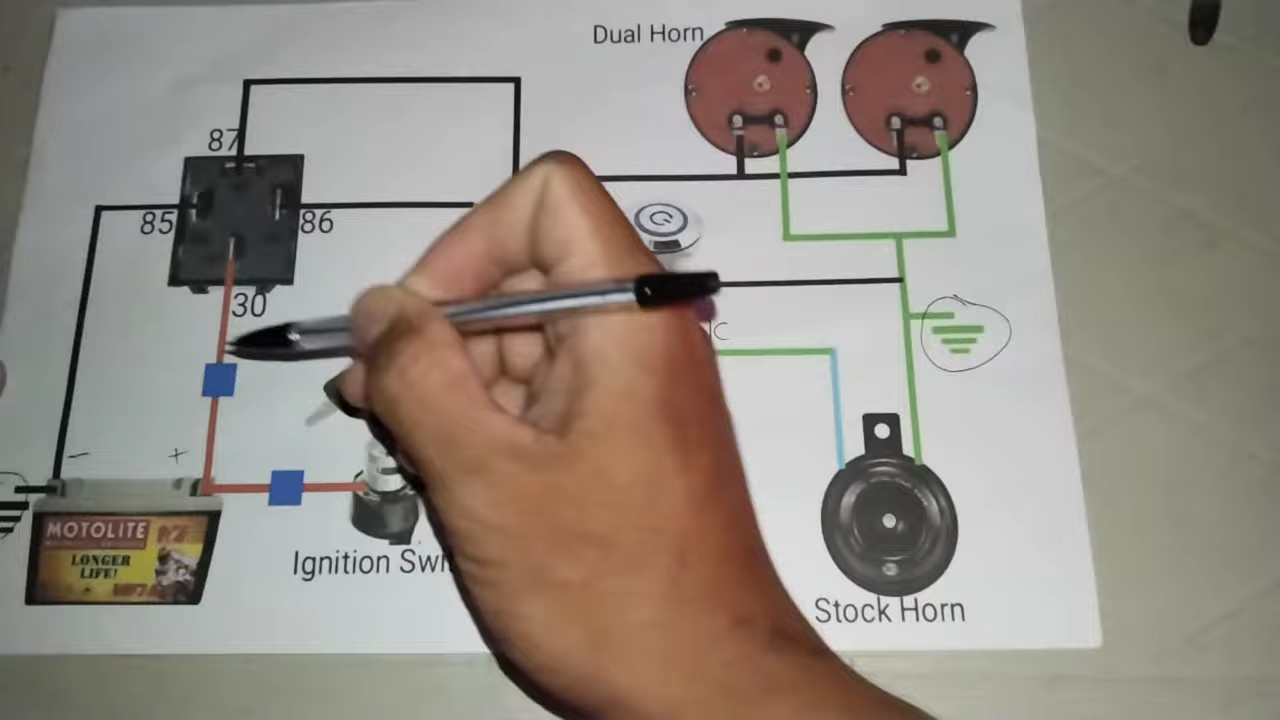 Dual Horn
87
85
86
30
C
- +
MOTOLITE
LONGER
LIFE!
Ignition Swi
Stock Horn